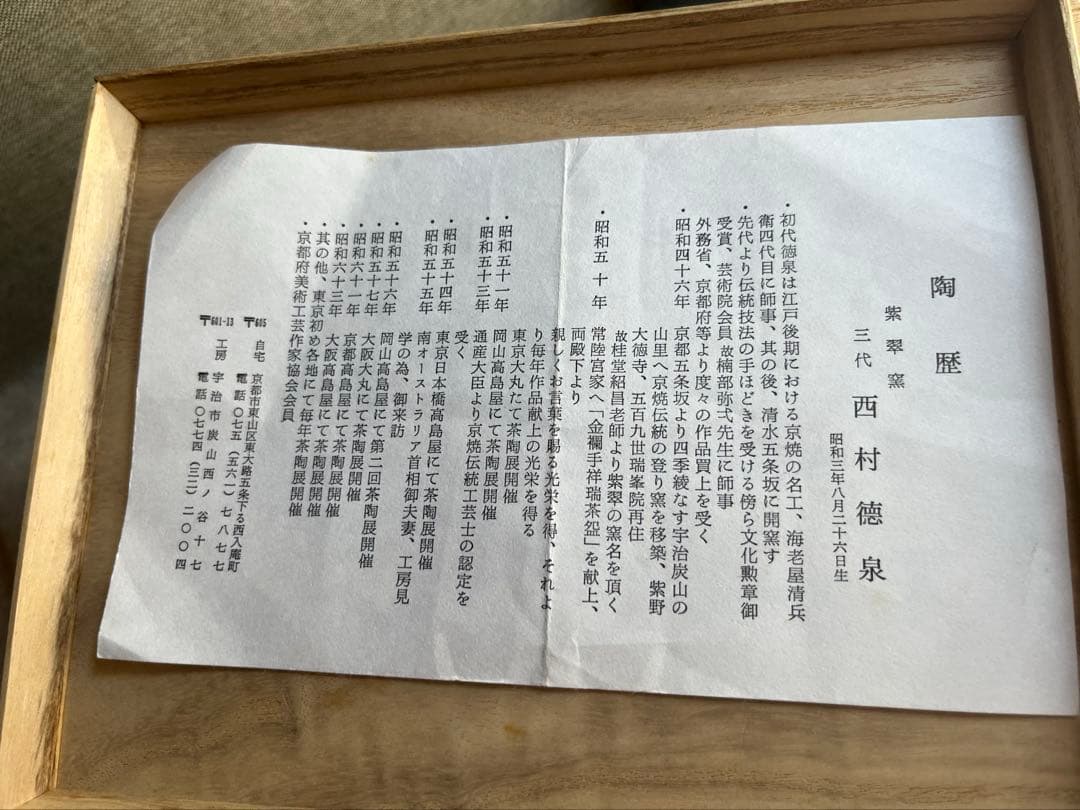 陶歴
紫翠窯
三代 西村徳泉
昭和三年八月二十六日生
・初代徳泉は江戸後期における京焼の名工、海老屋清兵
衛四代目に師事、其の後、清水五条坂に開窯す
・先代より伝統技法の手ほどきを受ける傍ら文化勲章御
受賞、芸術院会員故楠部弥弌先生に師事
外務省、京都府等より度々の作品買上を受く
・昭和四十六年 京都五条坂より四季綾なす宇治炭山の
山里へ京焼伝統の登り窯を移築、紫野
大徳寺、五百九世瑞峯院再住
故桂堂紹昌老師より紫翠の窯名を頂く
・昭和五十年 常陸宮家へ「金襴手祥瑞茶盌」を献上、
両殿下より
親しくお言葉を賜る光栄を得、それよ
り毎年作品献上の光栄を得る
・昭和五十一年 東京大丸たて茶陶展開催
岡山高島屋にて茶陶展開催
・昭和五十三年 通産大臣より京焼伝統工芸士の認定を
受く
・昭和五十四年 東京日本橋高島屋にて茶陶展開催
・昭和五十五年 南オーストラリア首相御夫妻、工房見
学の為、御来訪
・昭和五十六年 岡山高島屋にて第二回茶陶展開催
・昭和五十七年 大阪大丸にて茶陶展開催
・昭和六十一年 京都高島屋にて茶陶展開催
・昭和六十三年 大阪高島屋にて茶陶展開催
・其の他、東京初め各地にて毎年茶陶展開催
京都府美術工芸作家協会会員
〒605 自宅 京都市東山区東大路五条下る西入庵町
電話〇七五(五六一)七八七七
〒601-13 工房 宇治市炭山西ノ谷十七
電話〇七七四(三二)二〇〇四